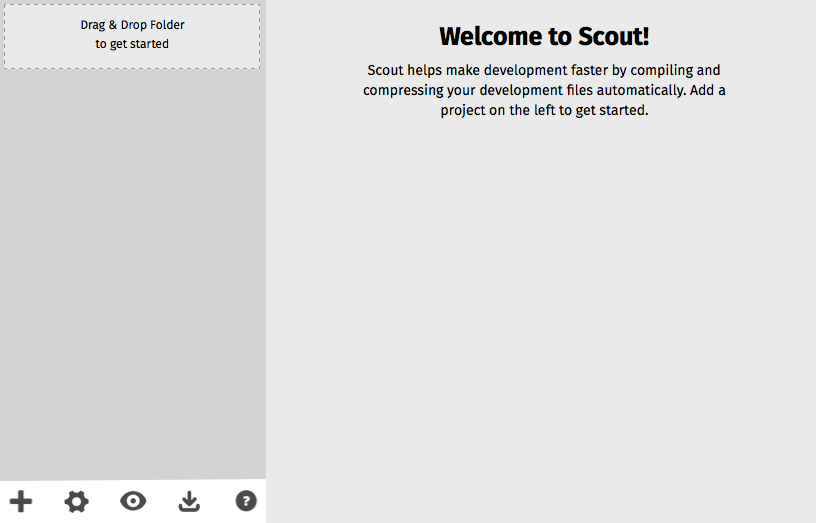 Drag & Drop Folder
to get started
Welcome to Scout!
Scout helps make development faster by compiling and
compressing your development files automatically. Add a
project on the left to get started.
?